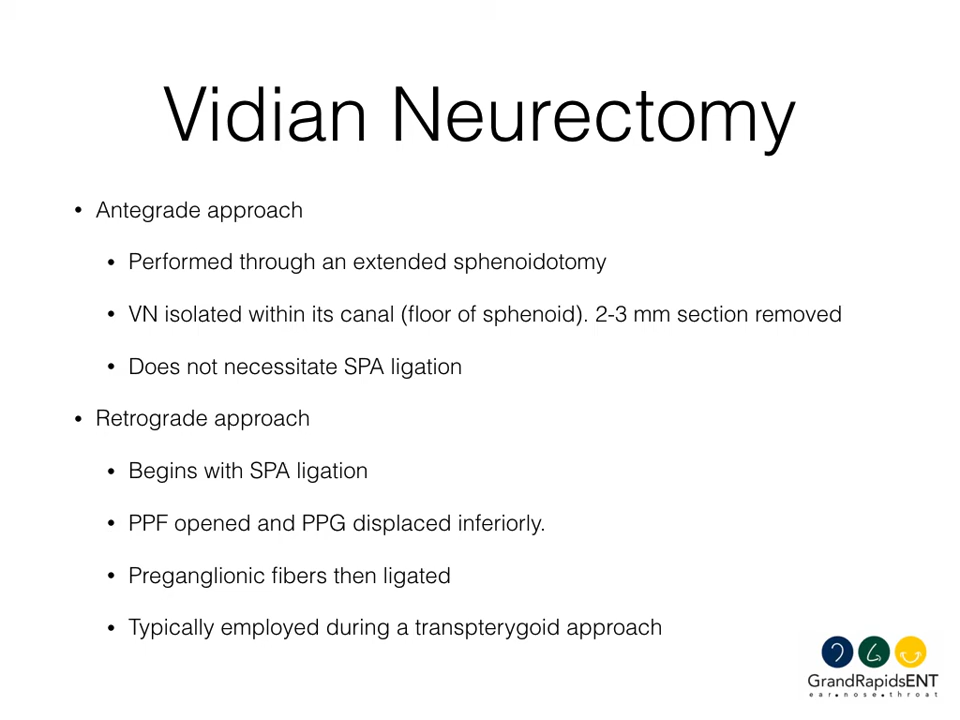 Vidian Neurectomy
• Antegrade approach
• Performed through an extended sphenoidotomy
• VN isolated within its canal (floor of sphenoid). 2-3 mm section removed
• Does not necessitate SPA ligation
• Retrograde approach
• Begins with SPA ligation
• PPF opened and PPG displaced inferiorly.
• Preganglionic fibers then ligated
• Typically employed during a transpterygoid approach
GrandRapidsENT
ear•nose•throat